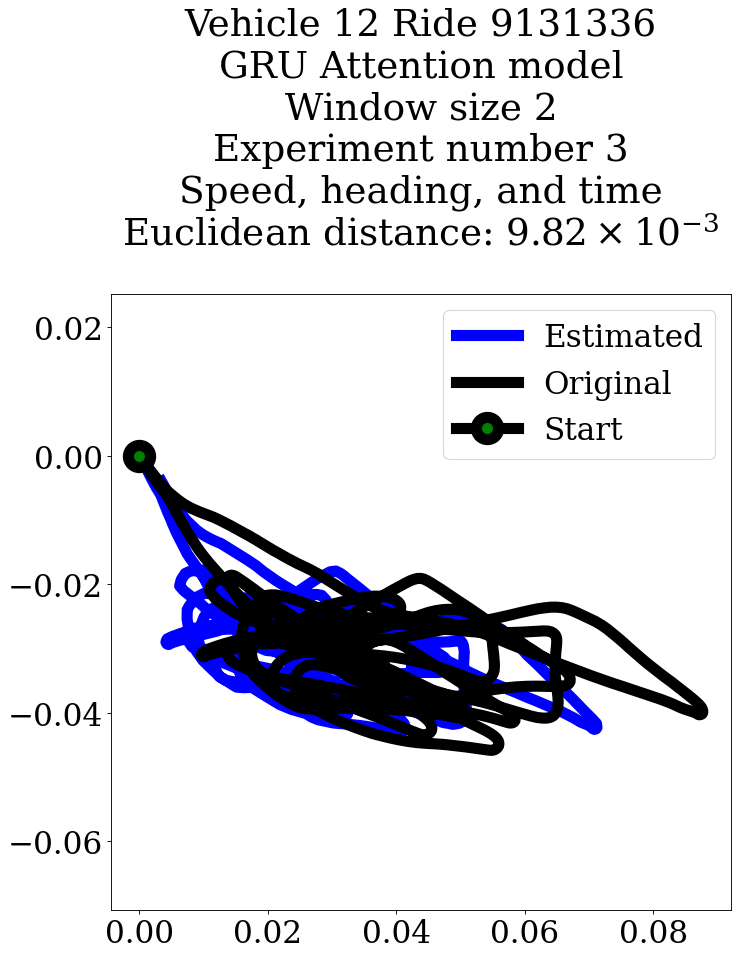 Vehicle 12 Ride 9131336
GRU Attention model
Window size 2
Experiment number 3
Speed, heading, and time
Euclidean distance: 9.82 × 10⁻³
Estimated
Original
Start
0.02
0.00
−0.02
−0.04
−0.06
0.00 0.02 0.04 0.06 0.08